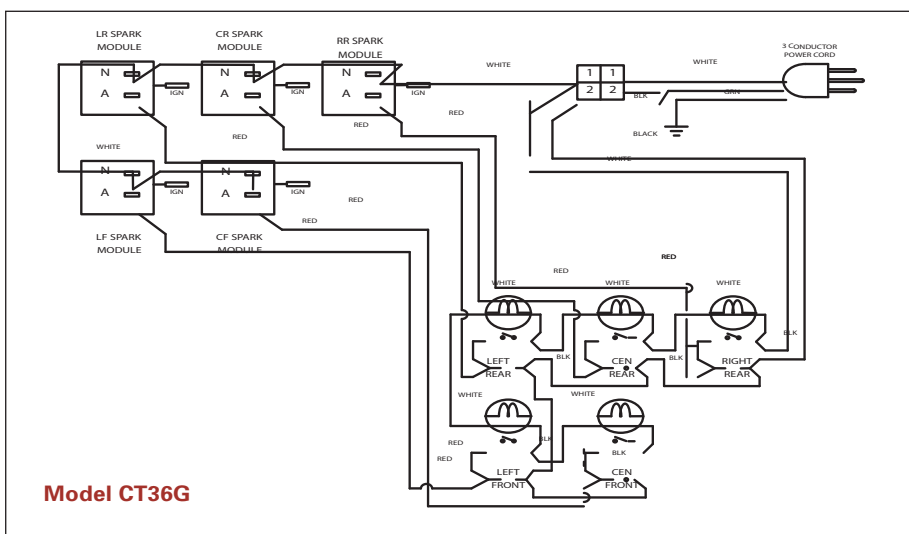 LR SPARK
MODULE
CR SPARK
MODULE
RR SPARK
MODULE
3 CONDUCTOR
POWER CORD
WHITE
WHITE
N
N
N
1 1
A
A
A
2 2
IGN
IGN
IGN
BLK
GRN
RED
RED
RED
BLACK
WHITE
WHITE
N
N
A
A
IGN
IGN
RED
RED
LF SPARK
MODULE
CF SPARK
MODULE
RED
RED
WHITE
WHITE
WHITE
BLK
LEFT
REAR
BLK
CEN
REAR
BLK
RIGHT
REAR
WHITE
WHITE
RED
BLK
RED
BLK
LEFT
FRONT
CEN
FRONT
Model CT36G